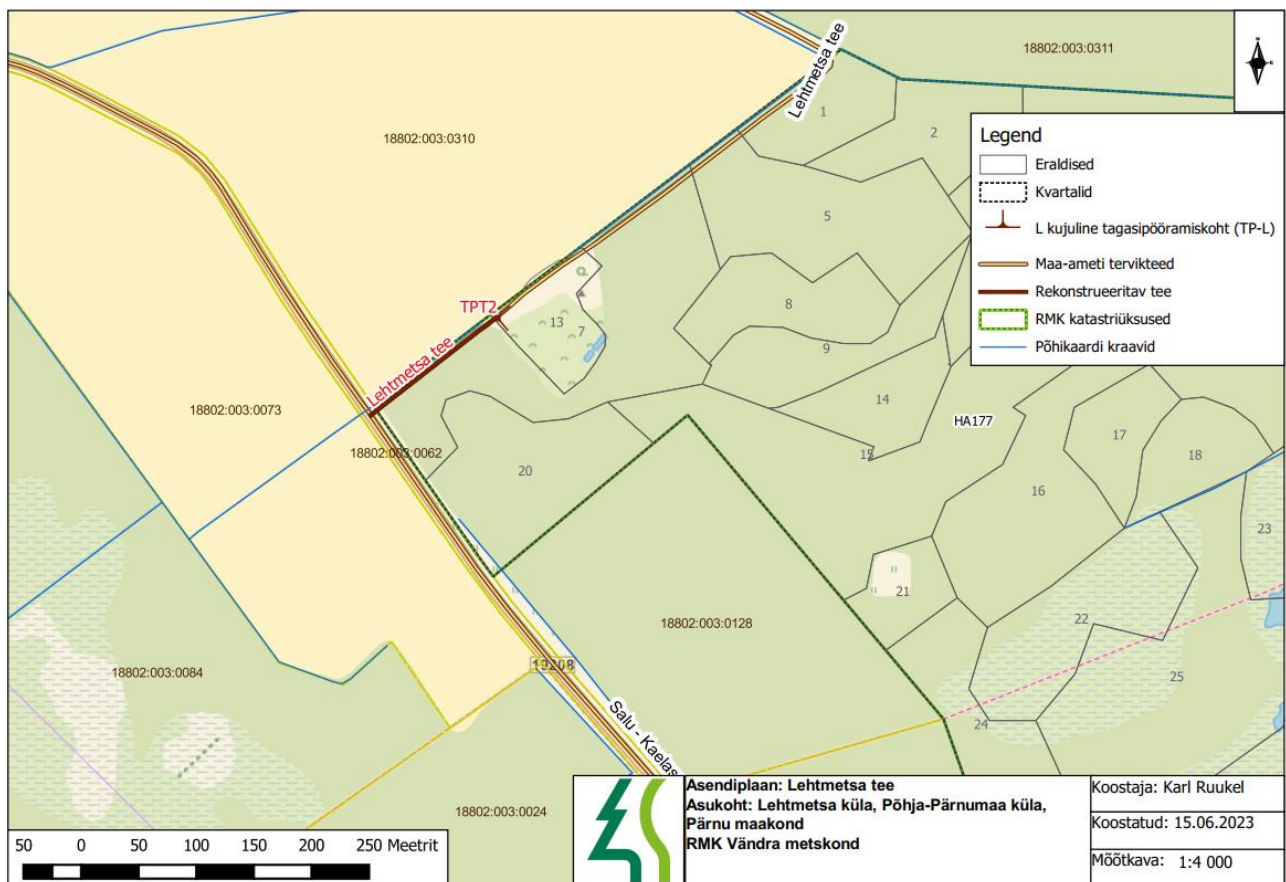 Lehtmetsa tee
18802:003:0311
N
1
2
18802:003:0310
Legend
Eraldised
Kvartalid
L kujuline tagasipööramiskoht (TP-L)
Maa-ameti tervikteed
Rekonstrueeritav tee
RMK katastriüksused
Põhikaardi kraavid
5
8
TPT2
13
7
9
Lehtmetsa tee
14
18802:003:0073
HA177
18802:003:0062
15
17
18
20
16
23
21
22
18802:003:0128
13208
18802:003:0084
25
24
Salu - Kaelas
18802:003:0024
50 0 50 100 150 200 250 Meetrit
Asendiplaan: Lehtmetsa tee
Asukoht: Lehtmetsa küla, Põhja-Pärnumaa küla,
Pärnu maakond
RMK Vändra metskond
Koostaja: Karl Ruukel
Koostatud: 15.06.2023
Mõõtkava: 1:4 000